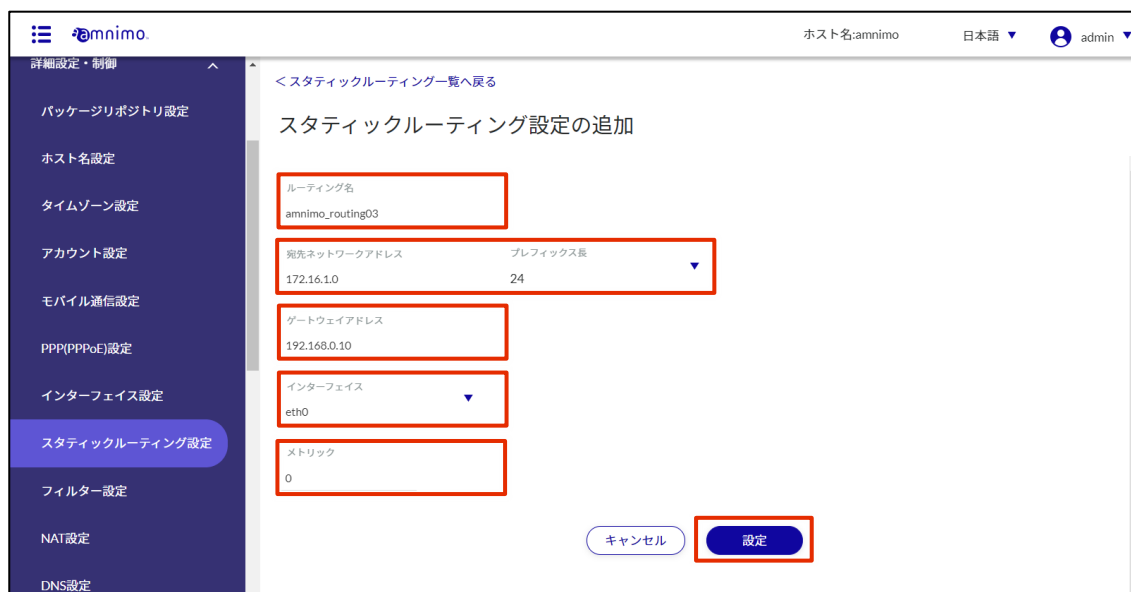 amnimo.
ホスト名:amnimo
日本語
admin
詳細設定・制御
パッケージリポジトリ設定
ホスト名設定
タイムゾーン設定
アカウント設定
モバイル通信設定
PPP(PPPoE)設定
インターフェイス設定
スタティックルーティング設定
フィルター設定
NAT設定
DNS設定
＜スタティックルーティング一覧へ戻る
スタティックルーティング設定の追加
ルーティング名
amnimo_routing03
宛先ネットワークアドレス プレフィックス長
172.16.1.0 24
ゲートウェイアドレス
192.168.0.10
インターフェイス
eth0
メトリック
0
キャンセル 設定